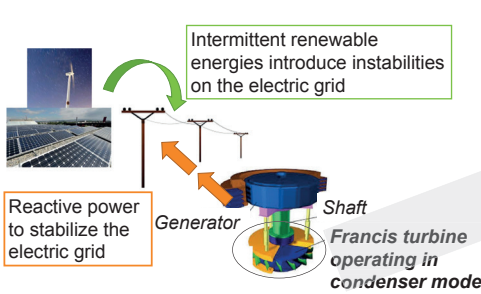 Intermittent renewable
energies introduce instabilities
on the electric grid
Reactive power
to stabilize the
electric grid
Generator
Shaft
Francis turbine
operating in
condenser mode